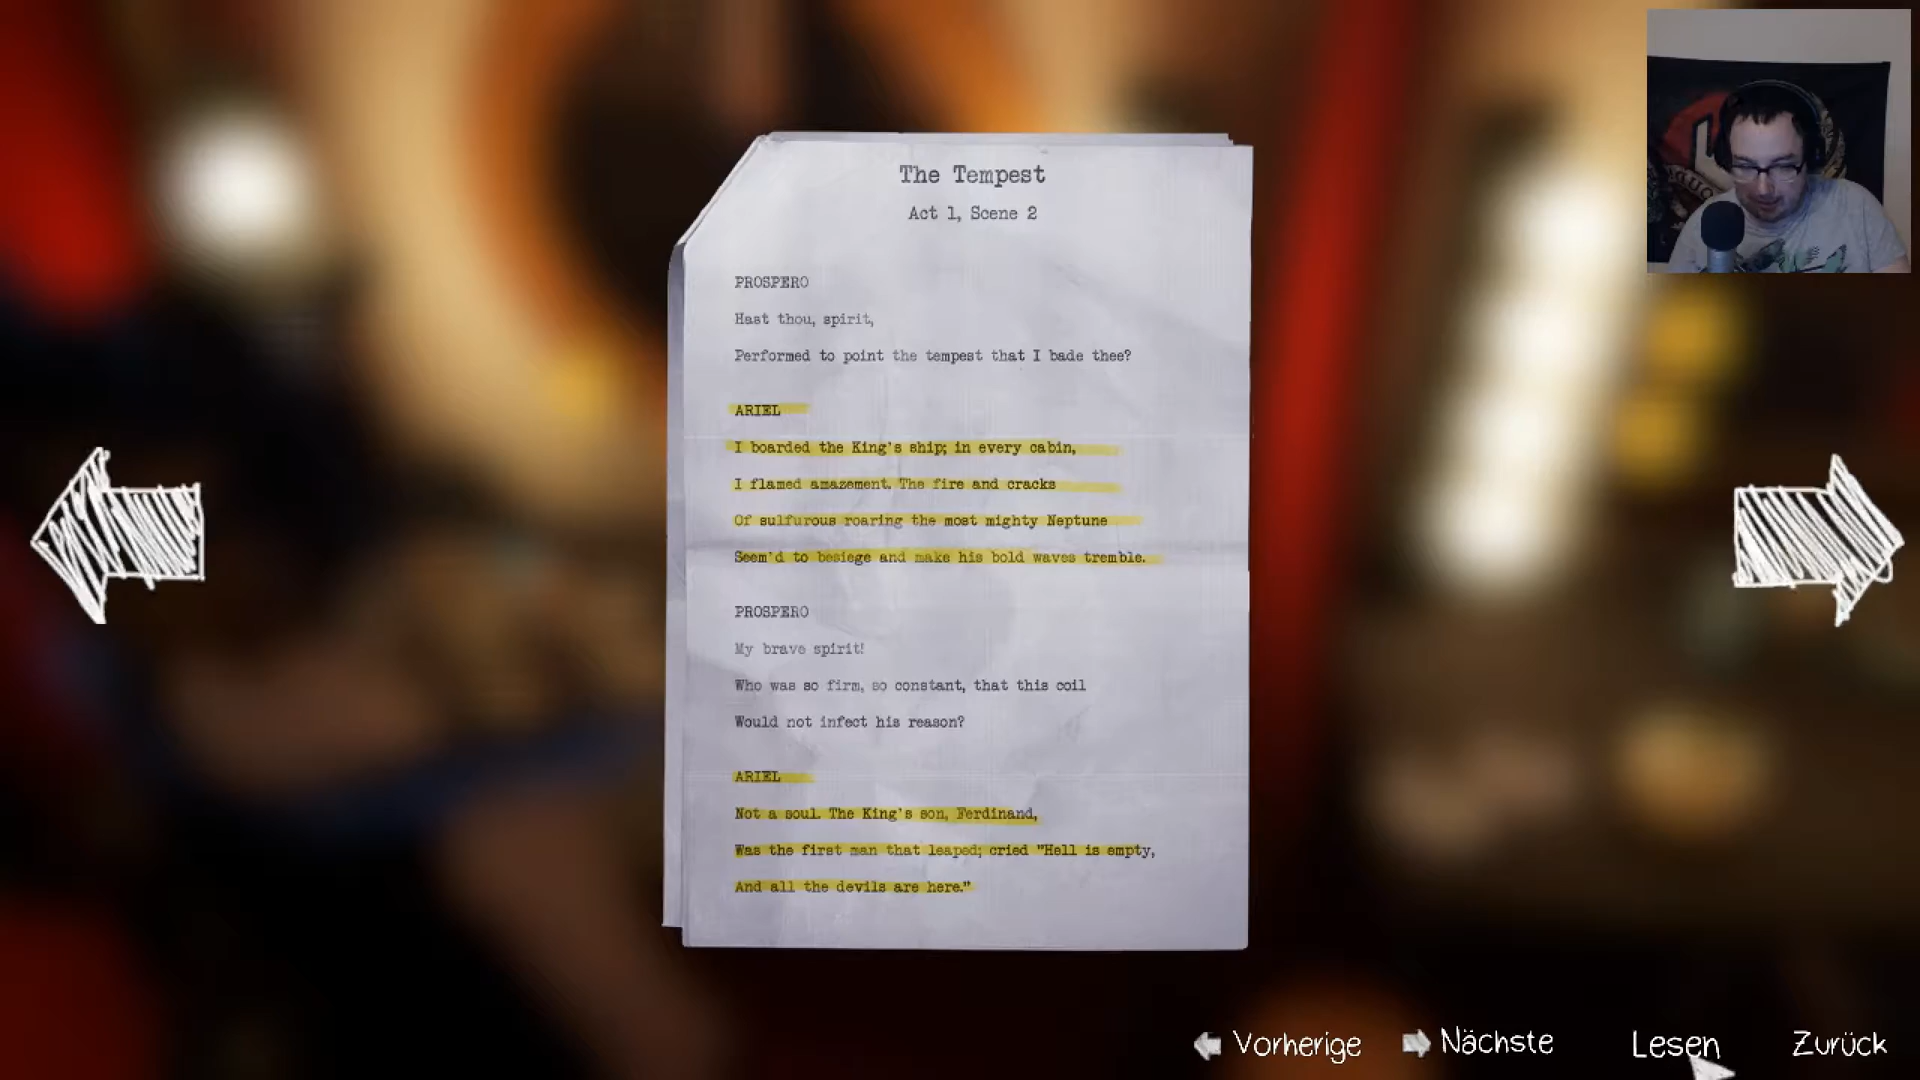 The Tempest
Act 1, Scene 2
PROSPERO
Hast thou, spirit,
Performed to point the tempest that I bade thee?
ARIEL
I boarded the King's ship; in every cabin,
I flamed amazement. The fire and cracks
Of sulfurous roaring the most mighty Neptune
Seem'd to besiege and make his bold waves tremble.
PROSPERO
My brave spirit!
Who was so firm, so constant, that this coil
Would not infect his reason?
ARIEL
Not a soul. The King's son, Ferdinand,
Was the first man that leaped; cried "Hell is empty,
And all the devils are here."
Vorherige Nächste Lesen Zurück